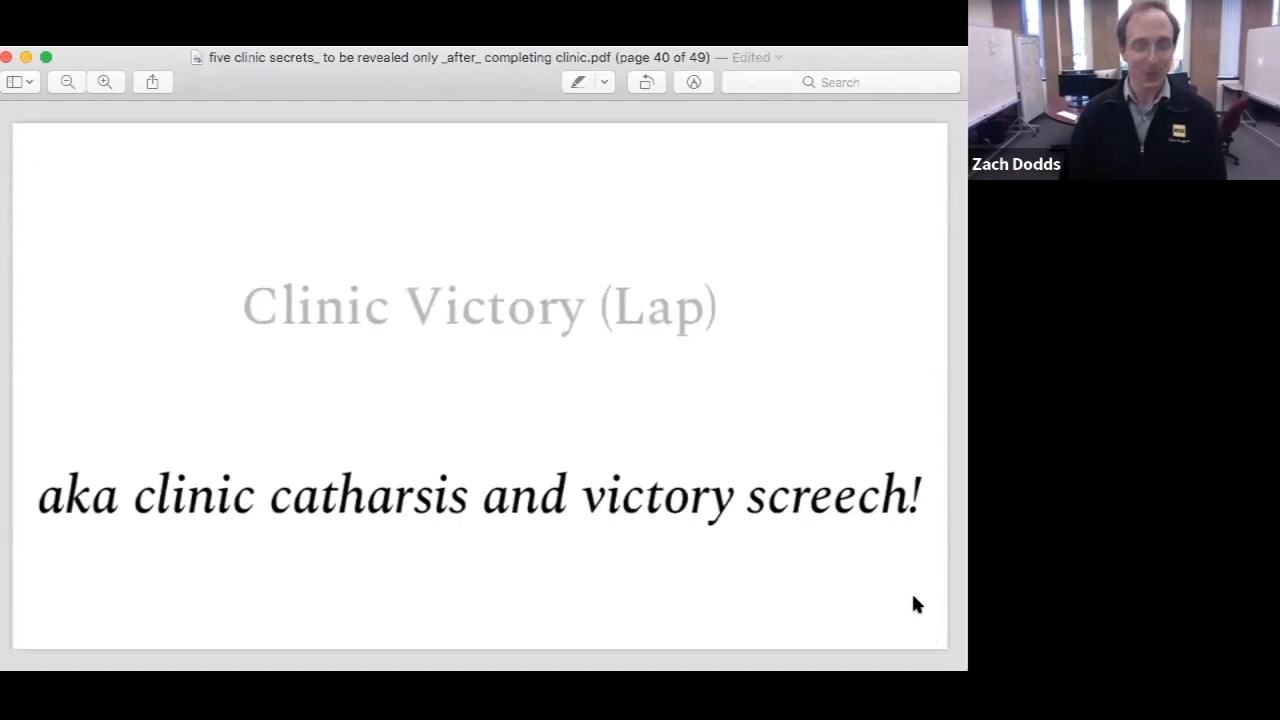 five clinic secrets_ to be revealed only _after_ completing clinic.pdf (page 40 of 49) — Edited
Search
Zach Dodds
Clinic Victory (Lap)
aka clinic catharsis and victory screech!